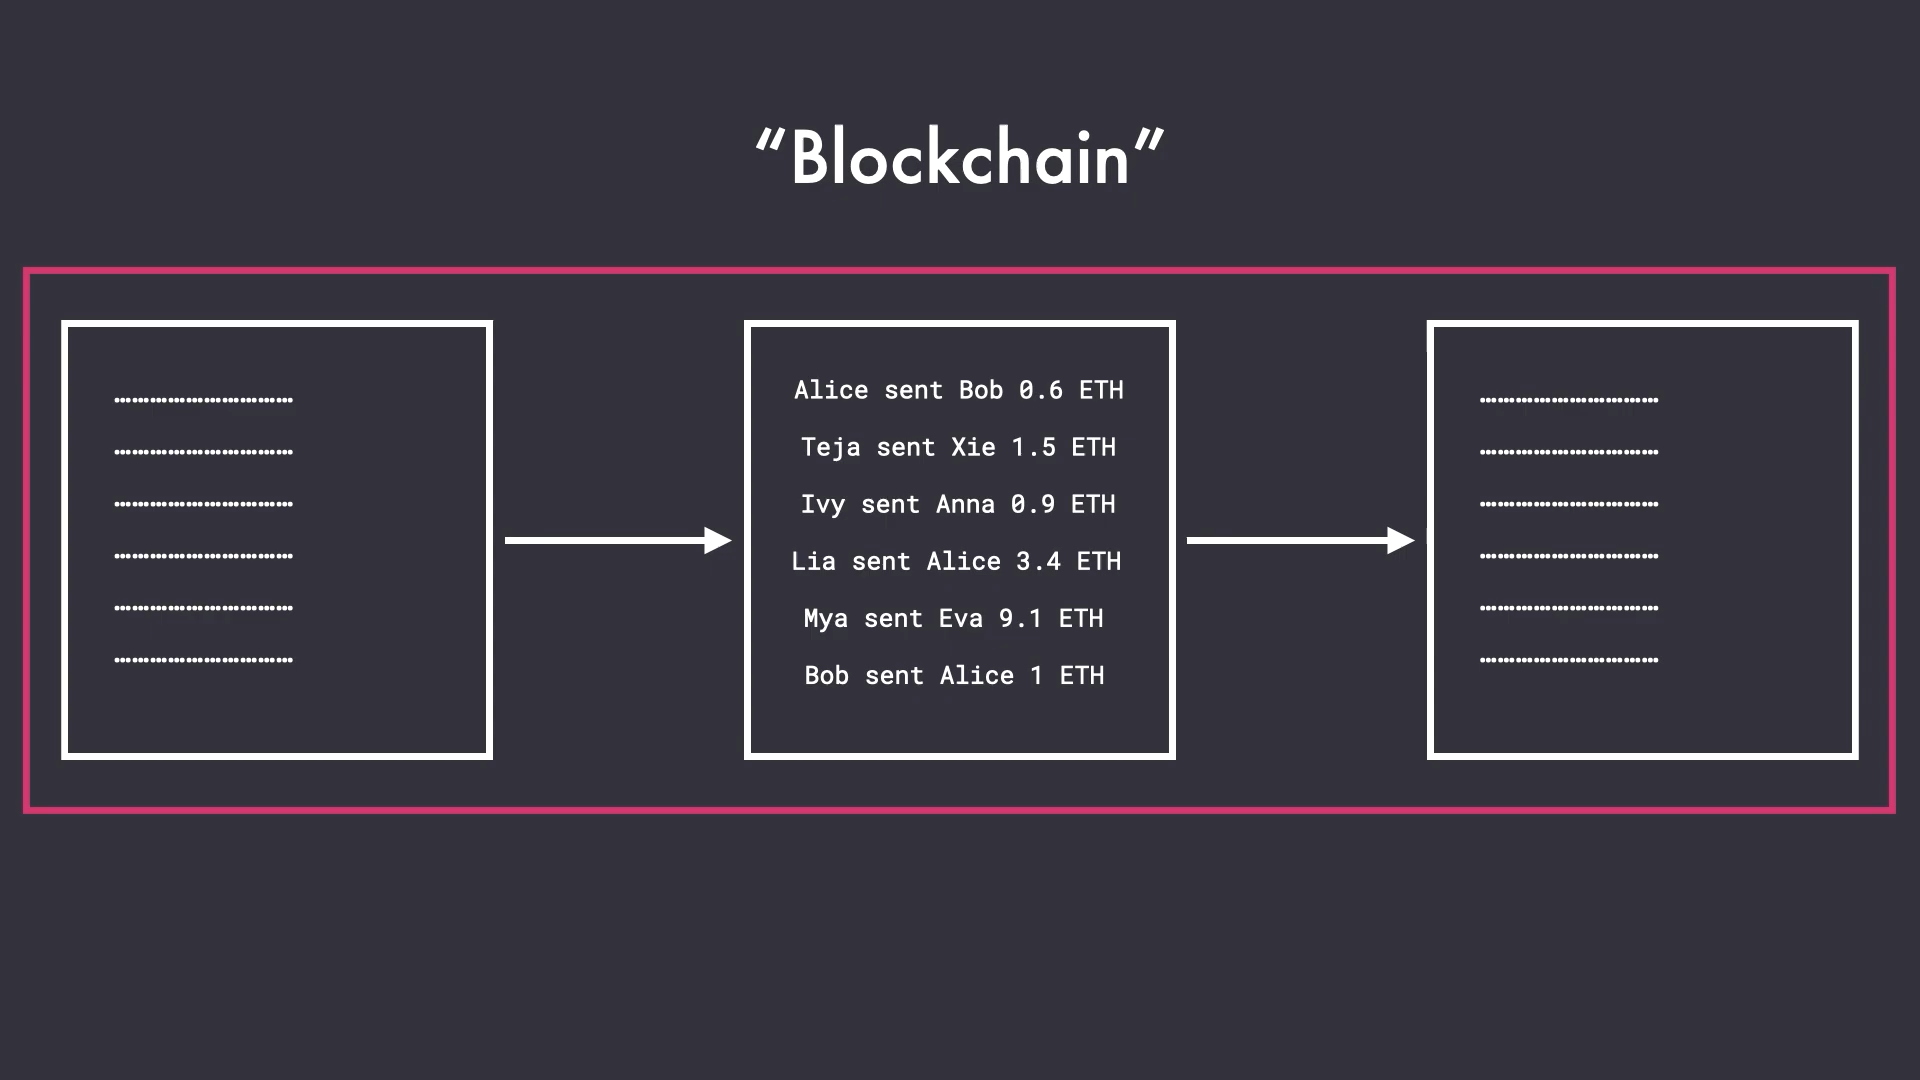 “Blockchain”
Alice sent Bob 0.6 ETH
Teja sent Xie 1.5 ETH
Ivy sent Anna 0.9 ETH
Lia sent Alice 3.4 ETH
Mya sent Eva 9.1 ETH
Bob sent Alice 1 ETH